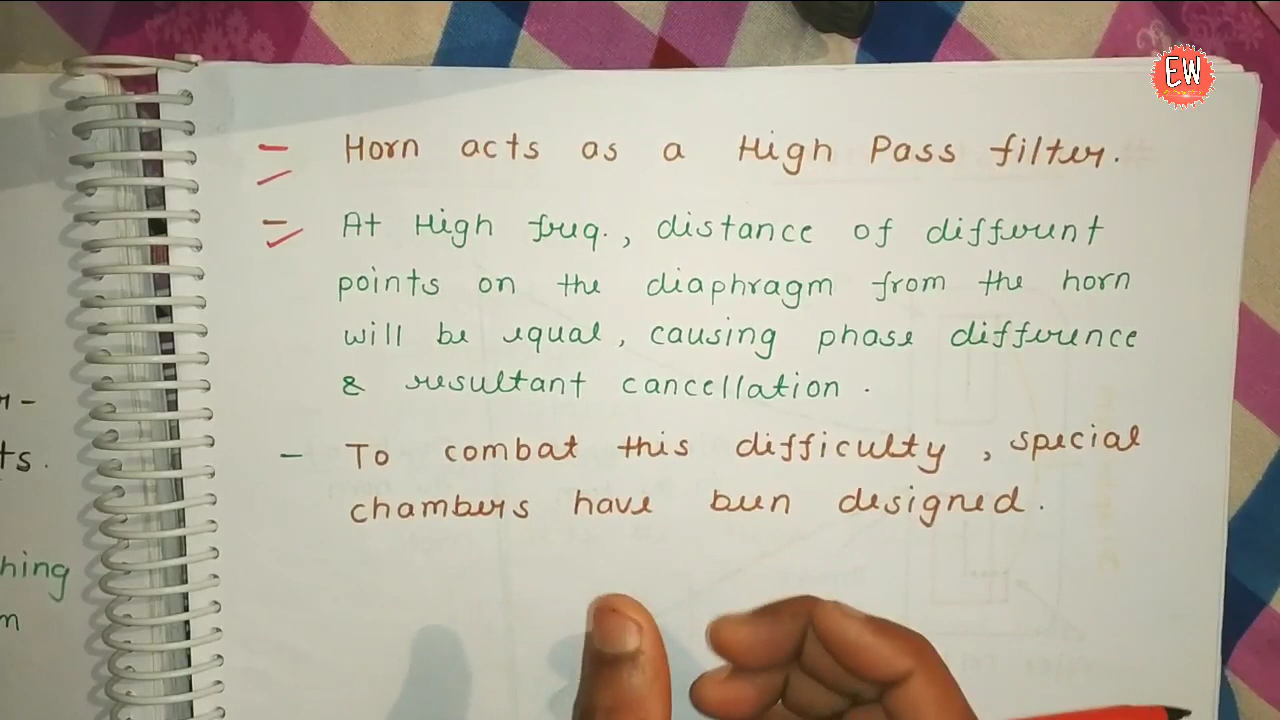 EW
- Horn acts as a High Pass filter.
- At High freq., distance of different
points on the diaphragm from the horn
will be equal, causing phase difference
& resultant cancellation.
- To combat this difficulty, special
chambers have been designed.
ts.
hing
m